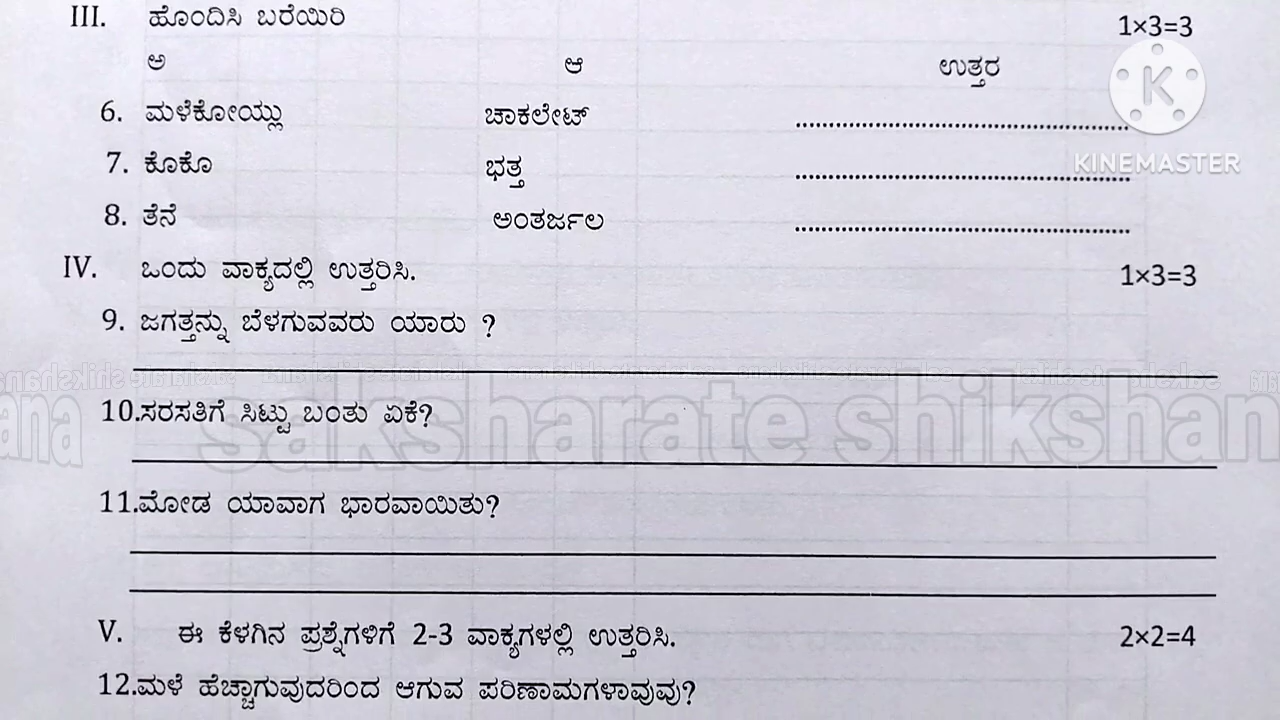 III. ಹೊಂದಿಸಿ ಬರೆಯಿರಿ 1×3=3
ಅ ಆ ಉತ್ತರ
6. ಮಳೆಕೋಯ್ಲು ಚಾಕಲೇಟ್ ........................................
7. ಕೊಕೊ ಭತ್ತ ........................................
8. ತೆನೆ ಅಂತರ್ಜಲ ........................................
KINEMASTER
IV. ಒಂದು ವಾಕ್ಯದಲ್ಲಿ ಉತ್ತರಿಸಿ. 1×3=3
9. ಜಗತ್ತನ್ನು ಬೆಳಗುವವರು ಯಾರು ?
saksharate shikshana
10.ಸರಸತಿಗೆ ಸಿಟ್ಟು ಬಂತು ಏಕೆ?
11.ಮೋಡ ಯಾವಾಗ ಭಾರವಾಯಿತು?
V. ಈ ಕೆಳಗಿನ ಪ್ರಶ್ನೆಗಳಿಗೆ 2-3 ವಾಕ್ಯಗಳಲ್ಲಿ ಉತ್ತರಿಸಿ. 2×2=4
12.ಮಳೆ ಹೆಚ್ಚಾಗುವುದರಿಂದ ಆಗುವ ಪರಿಣಾಮಗಳಾವುವು?